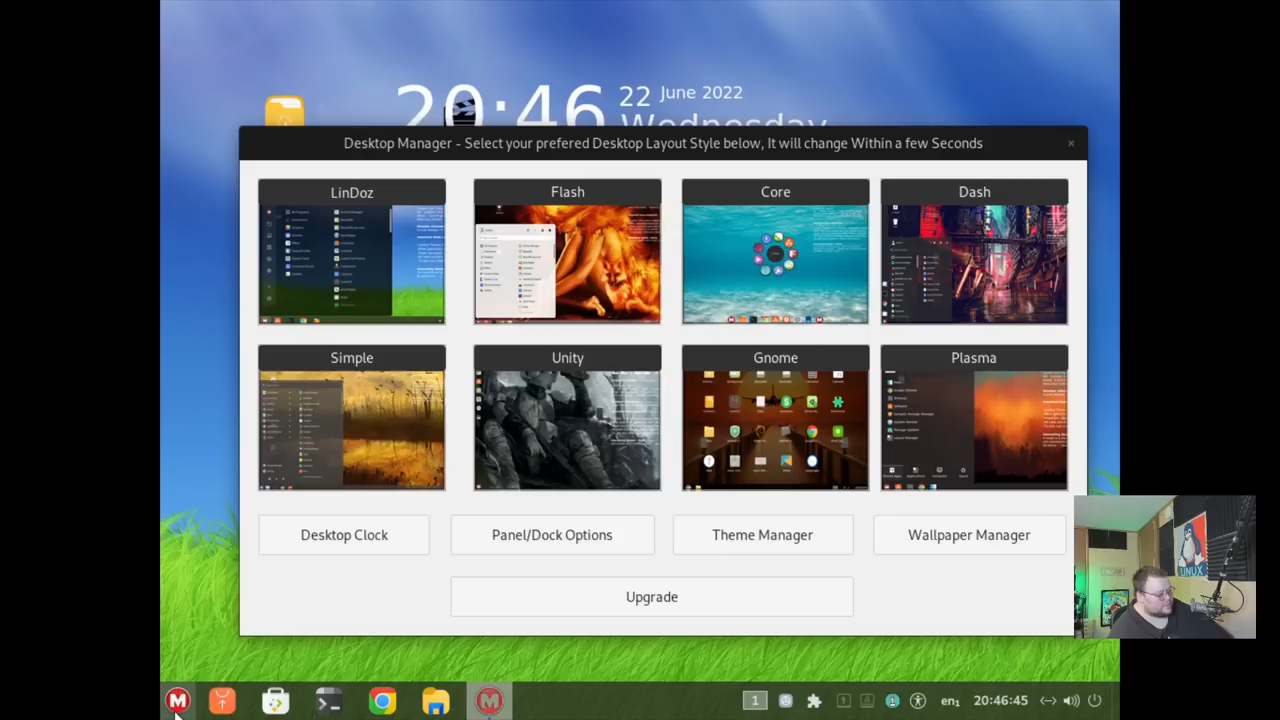 20:46
22 June 2022
Wednesday
Desktop Manager - Select your prefered Desktop Layout Style below, It will change Within a few Seconds
×
LinDoz
Flash
Core
Dash
Simple
Unity
Gnome
Plasma
Desktop Clock
Panel/Dock Options
Theme Manager
Wallpaper Manager
Upgrade
LINUX
1
en1
20:46:45